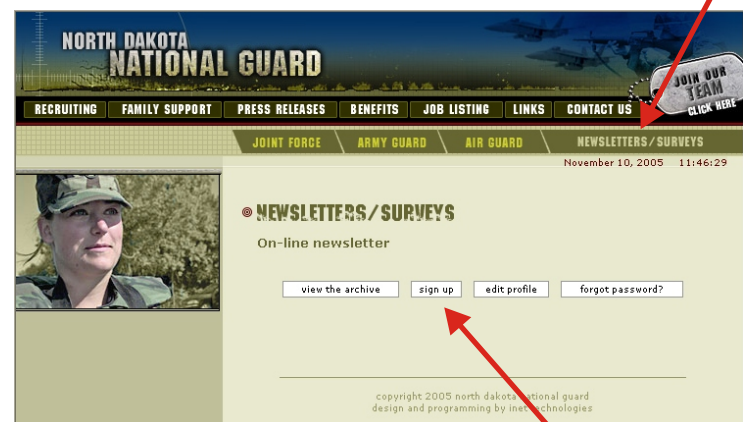 NORTH DAKOTA
NATIONAL GUARD
JOIN OUR
TEAM
CLICK HERE
RECRUITING FAMILY SUPPORT PRESS RELEASES BENEFITS JOB LISTING LINKS CONTACT US
JOINT FORCE ARMY GUARD AIR GUARD NEWSLETTERS/SURVEYS
November 10, 2005 11:46:29
NEWSLETTERS/SURVEYS
On-line newsletter
view the archive sign up edit profile forgot password?
copyright 2005 north dakota national guard
design and programming by inet technologies